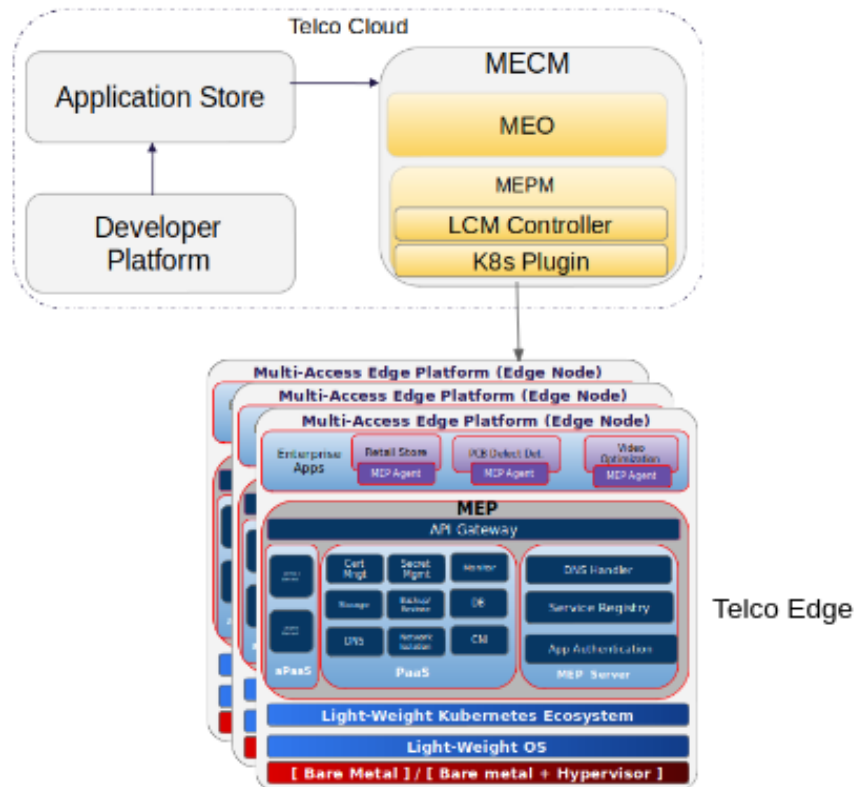 Telco Cloud
Application Store
Developer
Platform
MECM
MEO
MEPM
LCM Controller
K8s Plugin
Multi-Access Edge Platform (Edge Node)
Multi-Access Edge Platform (Edge Node)
Multi-Access Edge Platform (Edge Node)
Enterprise
Apps
Retail Store
MEP Agent
PCB Defect Det.
MEP Agent
Video
Optimization
MEP Agent
MEP
API Gateway
aPaaS
Cert
Mngt
Secret
Mgmt
Monitor
Storage
Backup/
Restore
DB
DNS
Network
Isolation
CNI
PaaS
DNS Handler
Service Registry
App Authentication
MEP Server
Light-Weight Kubernetes Ecosystem
Light-Weight OS
[ Bare Metal ] / [ Bare metal + Hypervisor ]
Telco Edge